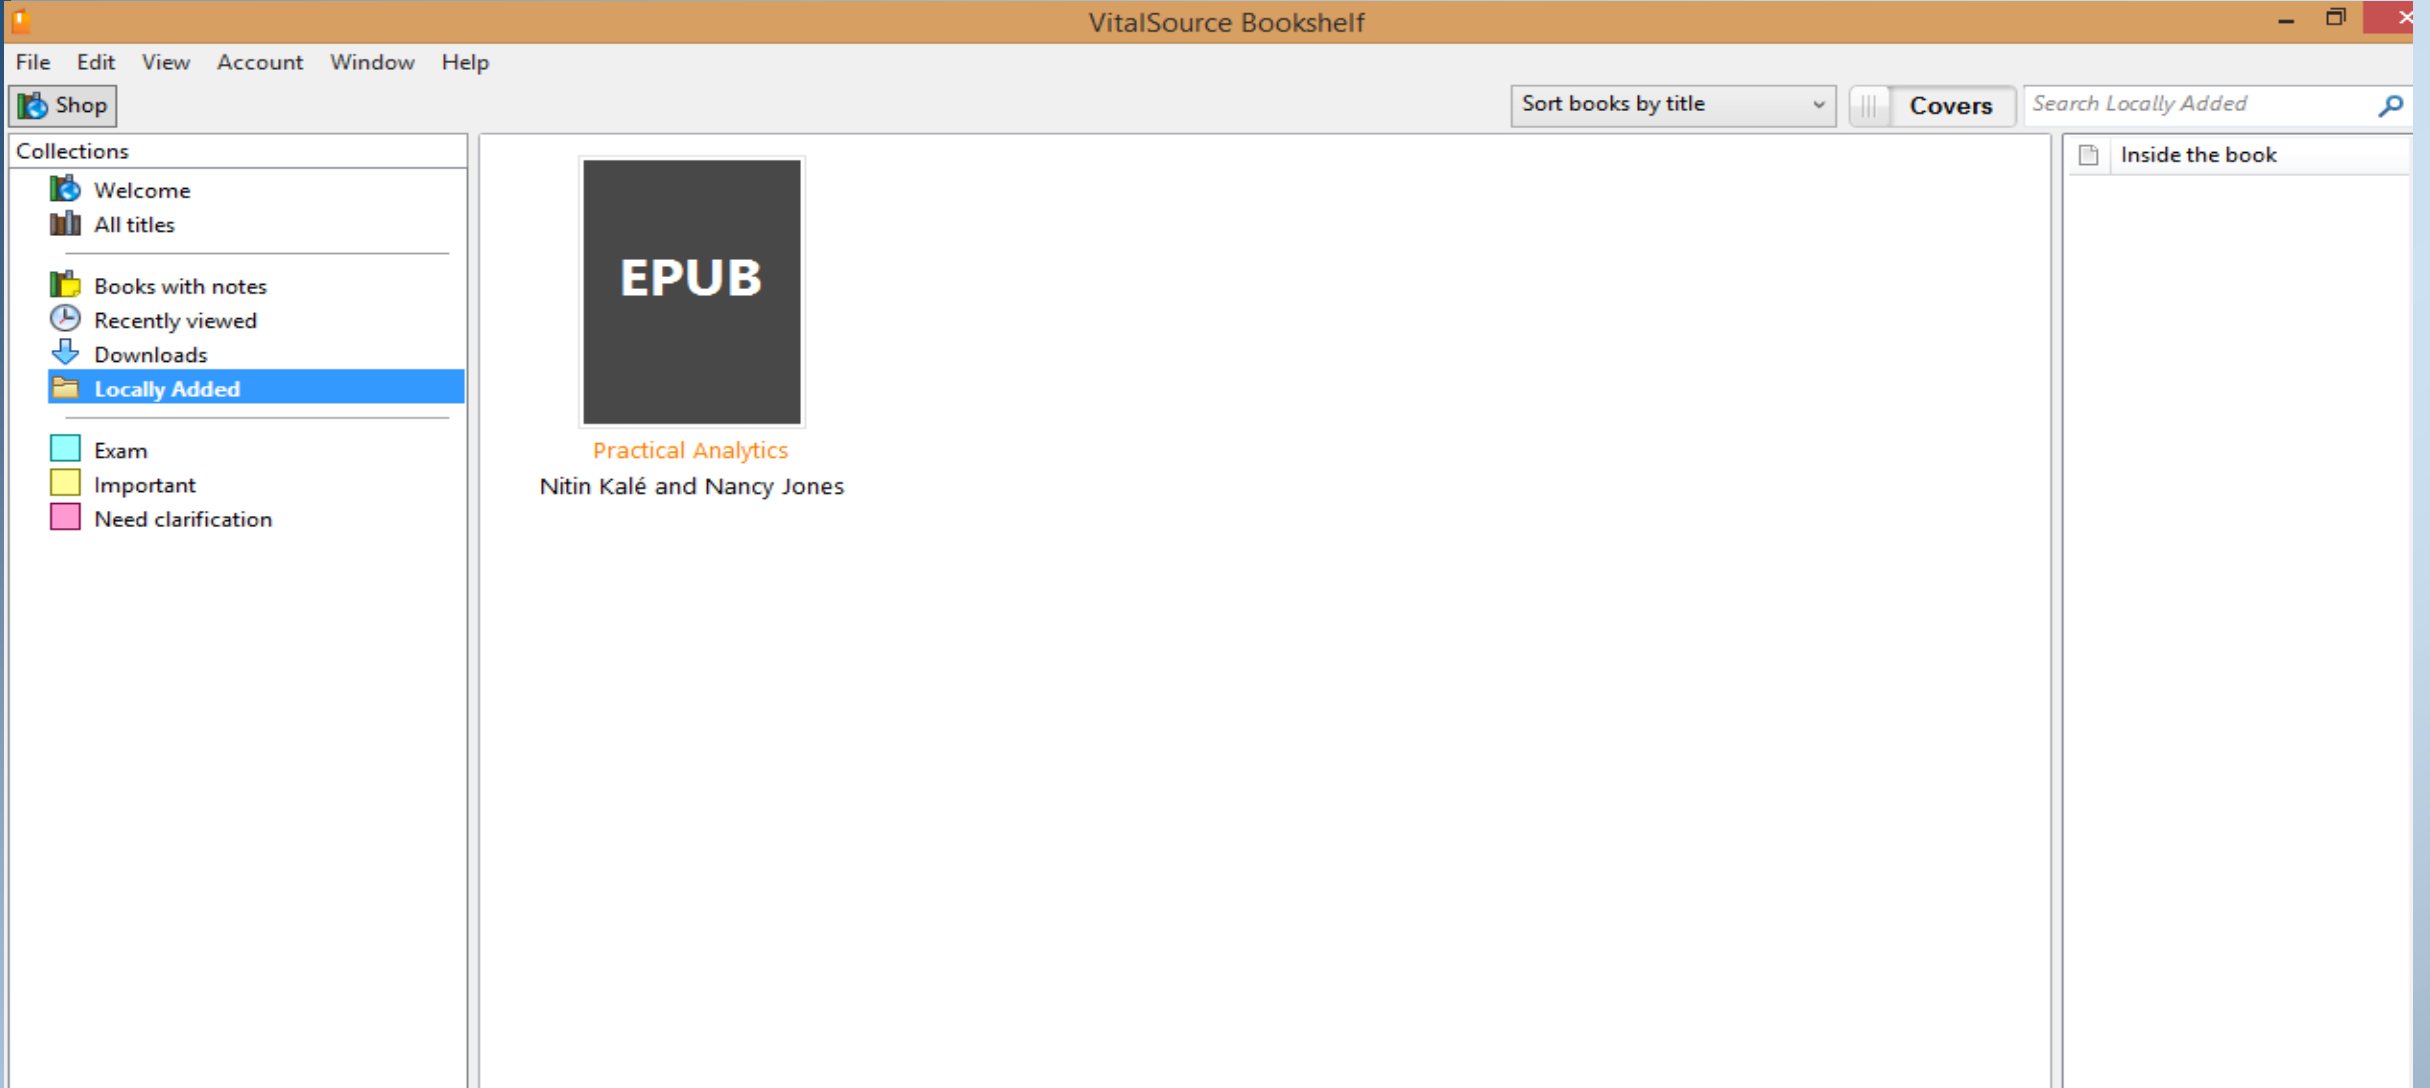 VitalSource Bookshelf
File Edit View Account Window Help
Shop
Sort books by title
Covers
Search Locally Added
Collections
Welcome
All titles
Books with notes
Recently viewed
Downloads
Locally Added
Exam
Important
Need clarification
EPUB
Practical Analytics
Nitin Kalé and Nancy Jones
Inside the book